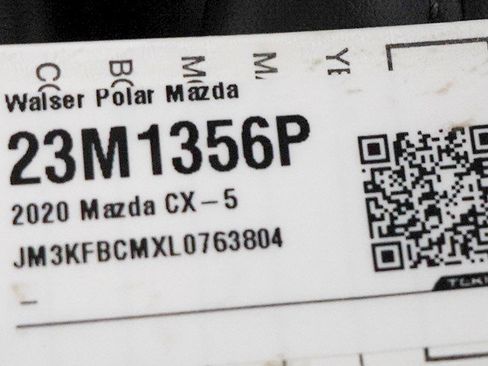 Walser Polar Mazda
23M1356P
2020 Mazda CX-5
JM3KFBCMXL0763804